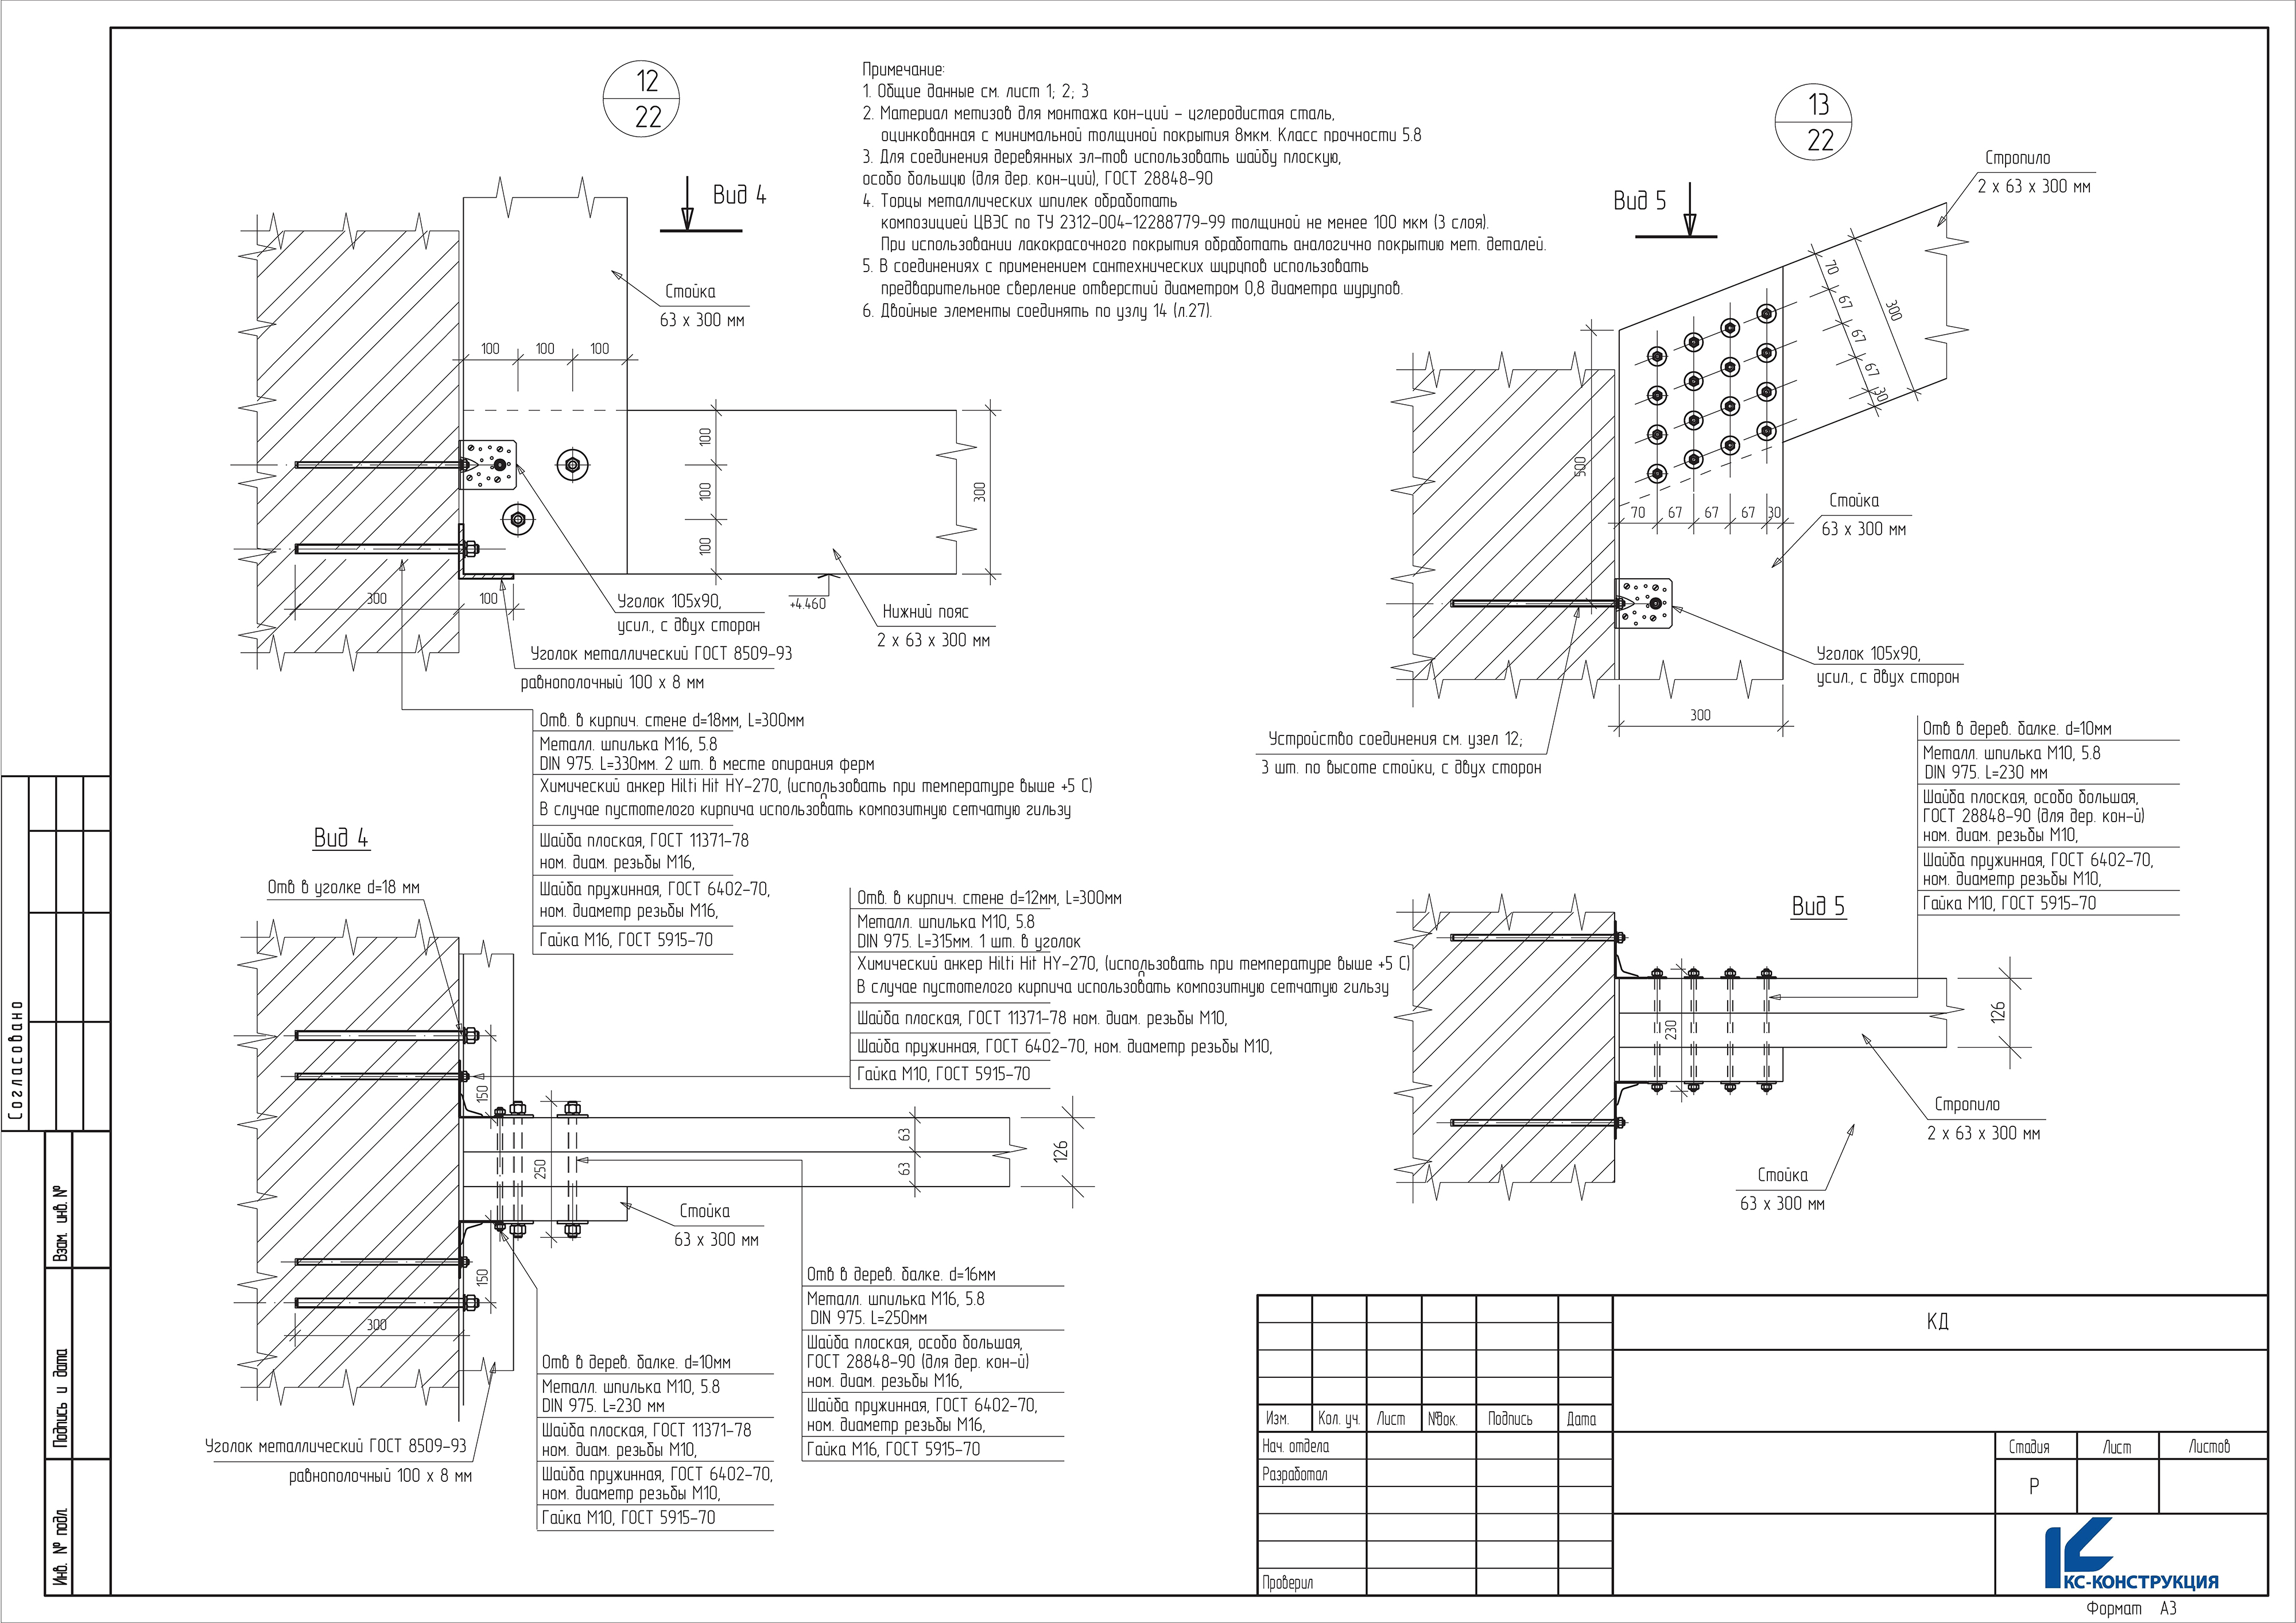 12
22
Вид 4
Стойка
63 х 300 мм
100
100
100
100
100
100
300
300
100
+4.460
Уголок 105х90,
усил., с двух сторон
Нижний пояс
2 х 63 х 300 мм
Уголок металлический ГОСТ 8509-93
равнополочный 100 х 8 мм
Отв. в кирпич. стене d=18мм, L=300мм
Металл. шпилька М16, 5.8
DIN 975. L=330мм. 2 шт. в месте опирания ферм
Химический анкер Hilti Hit HY-270, (использовать при температуре выше +5 С)
В случае пустотелого кирпича использовать композитную сетчатую гильзу
Шайба плоская, ГОСТ 11371-78
ном. диам. резьбы М16,
Шайба пружинная, ГОСТ 6402-70,
ном. диаметр резьбы М16,
Гайка М16, ГОСТ 5915-70
Примечание:
1. Общие данные см. лист 1; 2; 3
2. Материал метизов для монтажа кон-ций - углеродистая сталь,
оцинкованная с минимальной толщиной покрытия 8мкм. Класс прочности 5.8
3. Для соединения деревянных эл-тов использовать шайбу плоскую,
особо большую (для дер. кон-ций), ГОСТ 28848-90
4. Торцы металлических шпилек обработать
композицией ЦВЭС по ТУ 2312-004-12288779-99 толщиной не менее 100 мкм (3 слоя).
При использовании лакокрасочного покрытия обработать аналогично покрытию мет. деталей.
5. В соединениях с применением сантехнических шурупов использовать
предварительное сверление отверстий диаметром 0,8 диаметра шурупов.
6. Двойные элементы соединять по узлу 14 (л.27).
13
22
Вид 5
Стропило
2 х 63 х 300 мм
70
67
67
67
30
300
500
70
67
67
67
30
Стойка
63 х 300 мм
Уголок 105х90,
усил., с двух сторон
300
Устройство соединения см. узел 12;
3 шт. по высоте стойки, с двух сторон
Отв в дерев. балке. d=10мм
Металл. шпилька М10, 5.8
DIN 975. L=230 мм
Шайба плоская, особо большая,
ГОСТ 28848-90 (для дер. кон-й)
ном. диам. резьбы М10,
Шайба пружинная, ГОСТ 6402-70,
ном. диаметр резьбы М10,
Гайка М10, ГОСТ 5915-70
Вид 4
Отв в уголке d=18 мм
150
150
300
250
63
63
126
Стойка
63 х 300 мм
Уголок металлический ГОСТ 8509-93
равнополочный 100 х 8 мм
Отв. в кирпич. стене d=12мм, L=300мм
Металл. шпилька М10, 5.8
DIN 975. L=315мм. 1 шт. в уголок
Химический анкер Hilti Hit HY-270, (использовать при температуре выше +5 С)
В случае пустотелого кирпича использовать композитную сетчатую гильзу
Шайба плоская, ГОСТ 11371-78 ном. диам. резьбы М10,
Шайба пружинная, ГОСТ 6402-70, ном. диаметр резьбы М10,
Гайка М10, ГОСТ 5915-70
Отв в дерев. балке. d=10мм
Металл. шпилька М10, 5.8
DIN 975. L=230 мм
Шайба плоская, ГОСТ 11371-78
ном. диам. резьбы М10,
Шайба пружинная, ГОСТ 6402-70,
ном. диаметр резьбы М10,
Гайка М10, ГОСТ 5915-70
Отв в дерев. балке. d=16мм
Металл. шпилька М16, 5.8
DIN 975. L=250мм
Шайба плоская, особо большая,
ГОСТ 28848-90 (для дер. кон-й)
ном. диам. резьбы М16,
Шайба пружинная, ГОСТ 6402-70,
ном. диаметр резьбы М16,
Гайка М16, ГОСТ 5915-70
Вид 5
230
126
Стропило
2 х 63 х 300 мм
Стойка
63 х 300 мм
Согласовано
Взам. инв. №
Подпись и дата
Инв. № подл.
КД
Изм.
Кол. уч.
Лист
№док.
Подпись
Дата
Нач. отдела
Разработал
Проверил
Стадия
Лист
Листов
Р
КС-КОНСТРУКЦИЯ
Формат А3